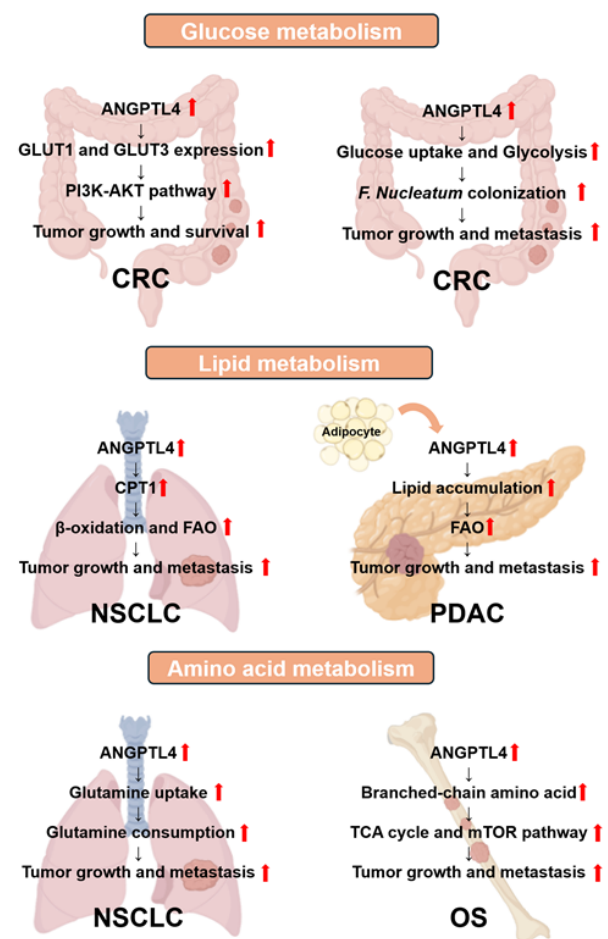 Glucose metabolism
ANGPTL4 ⬆
↓
GLUT1 and GLUT3 expression ⬆
↓
PI3K-AKT pathway ⬆
↓
Tumor growth and survival ⬆
CRC
ANGPTL4 ⬆
↓
Glucose uptake and Glycolysis ⬆
↓
F. Nucleatum colonization ⬆
↓
Tumor growth and metastasis ⬆
CRC
Lipid metabolism
ANGPTL4 ⬆
↓
CPT1 ⬆
↓
β-oxidation and FAO ⬆
↓
Tumor growth and metastasis ⬆
NSCLC
Adipocyte
ANGPTL4 ⬆
↓
Lipid accumulation ⬆
↓
FAO ⬆
↓
Tumor growth and metastasis ⬆
PDAC
Amino acid metabolism
ANGPTL4 ⬆
↓
Glutamine uptake ⬆
↓
Glutamine consumption ⬆
↓
Tumor growth and metastasis ⬆
NSCLC
ANGPTL4 ⬆
↓
Branched-chain amino acid ⬆
↓
TCA cycle and mTOR pathway ⬆
↓
Tumor growth and metastasis ⬆
OS